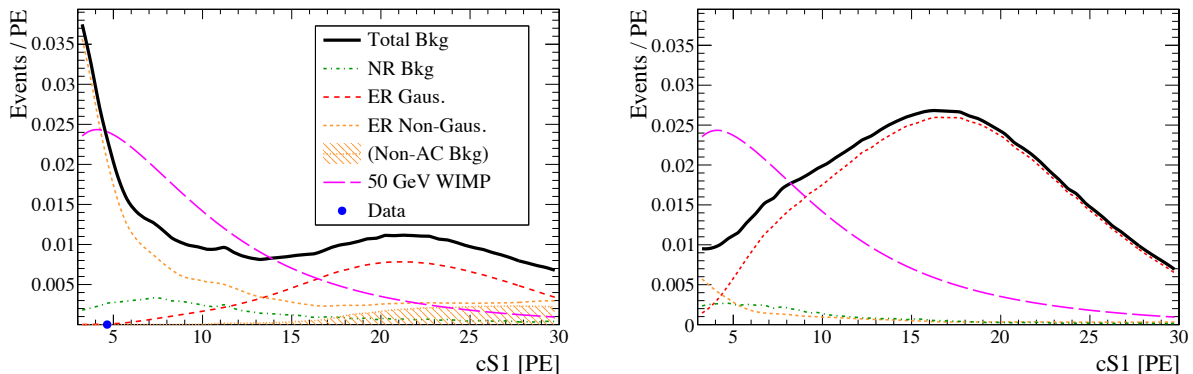 Events / PE
0.035
0.03
0.025
0.02
0.015
0.01
0.005
0
Total Bkg
NR Bkg
ER Gaus.
ER Non-Gaus.
(Non-AC Bkg)
50 GeV WIMP
Data
5
10
15
20
25
30
cS1 [PE]
Events / PE
0.035
0.03
0.025
0.02
0.015
0.01
0.005
0
5
10
15
20
25
30
cS1 [PE]